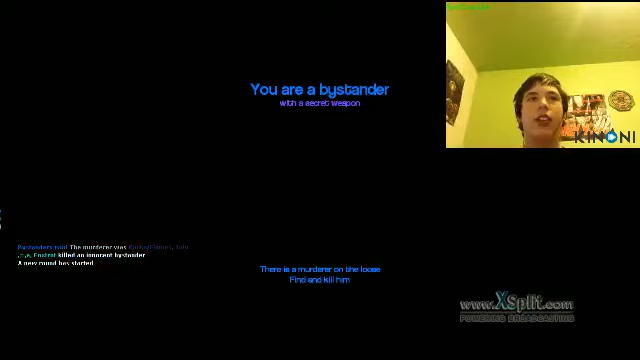 You are a bystander
with a secret weapon
KINONI
Bystanders win! The murderer was
killed an innocent bystander
A new round has started
There is a murderer on the loose
Find and kill him
www.XSplit.com
POWERING BROADCASTING